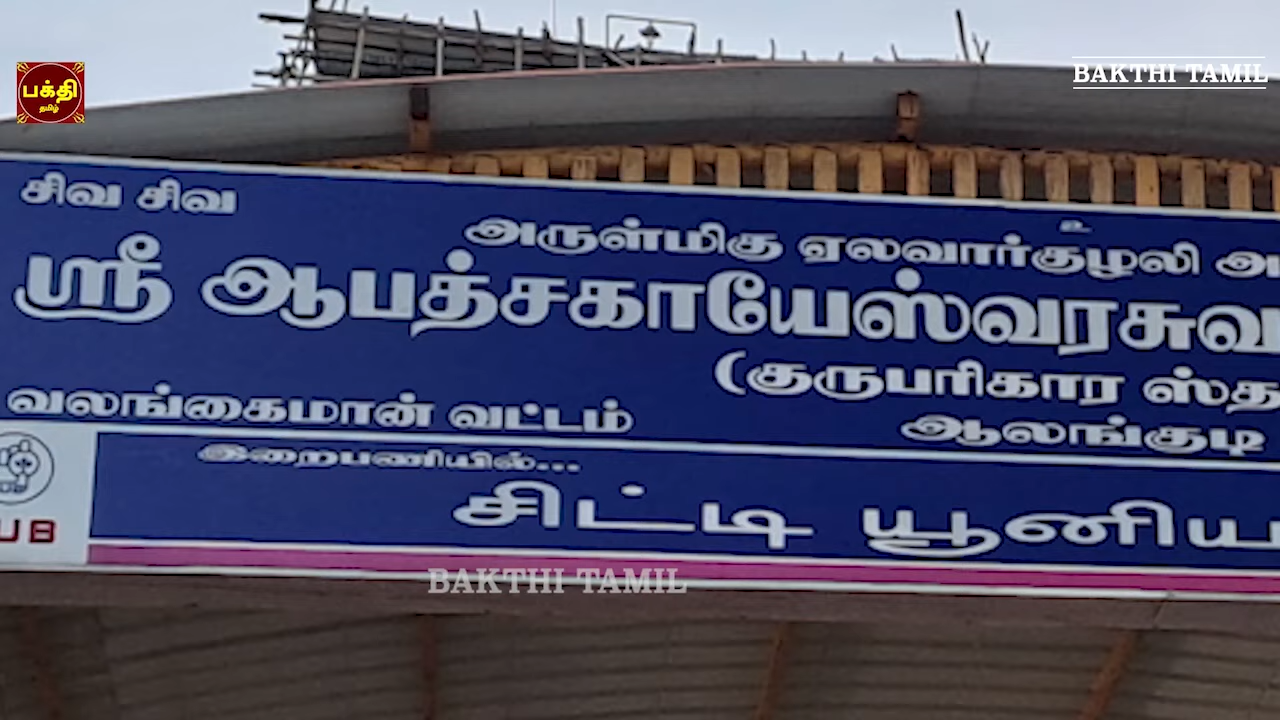 பக்தி
தமிழ்
BAKTHI TAMIL
சிவ சிவ
உ
அருள்மிகு ஏலவார்குழலி அ
ஸ்ரீ ஆபத்சகாயேஸ்வரசுவ
(குருபரிகார ஸ்த
வலங்கைமான் வட்டம்
ஆலங்குடி
இறைபணியில்...
சிட்டி யூனிய
UB
BAKTHI TAMIL